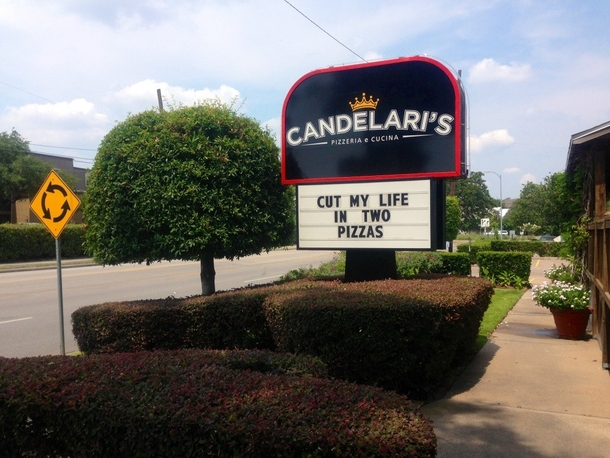 CANDELARI'S
PIZZERIA e CUCINA
CUT MY LIFE
IN TWO
PIZZAS